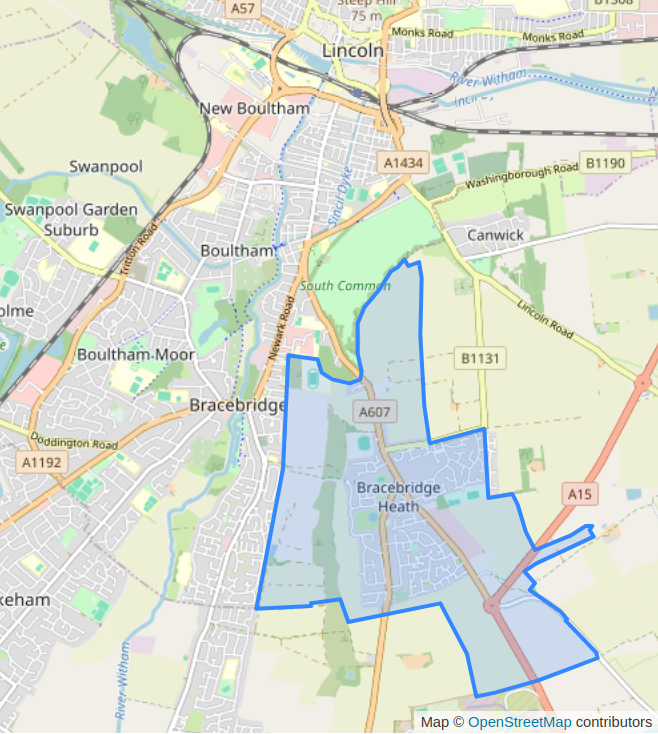 A57
Steep Hill
75 m
B1308
Monks Road
Monks Road
Lincoln
River Witham
New Boultham
Swanpool
A1434
B1190
Washingborough Road
Sincil Dyke
Swanpool Garden
Suburb
Tritton Road
Boultham
Canwick
South Common
olme
Newark Road
Lincoln Road
Boultham Moor
B1131
Bracebridge
A607
Doddington Road
A1192
Bracebridge
Heath
A15
keham
River Witham
Map © OpenStreetMap contributors